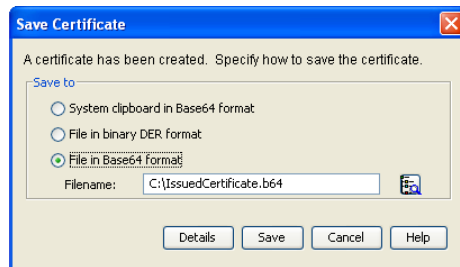 Save Certificate
A certificate has been created. Specify how to save the certificate.
Save to
System clipboard in Base64 format
File in binary DER format
File in Base64 format
Filename: C:\IssuedCertificate.b64
Details Save Cancel Help